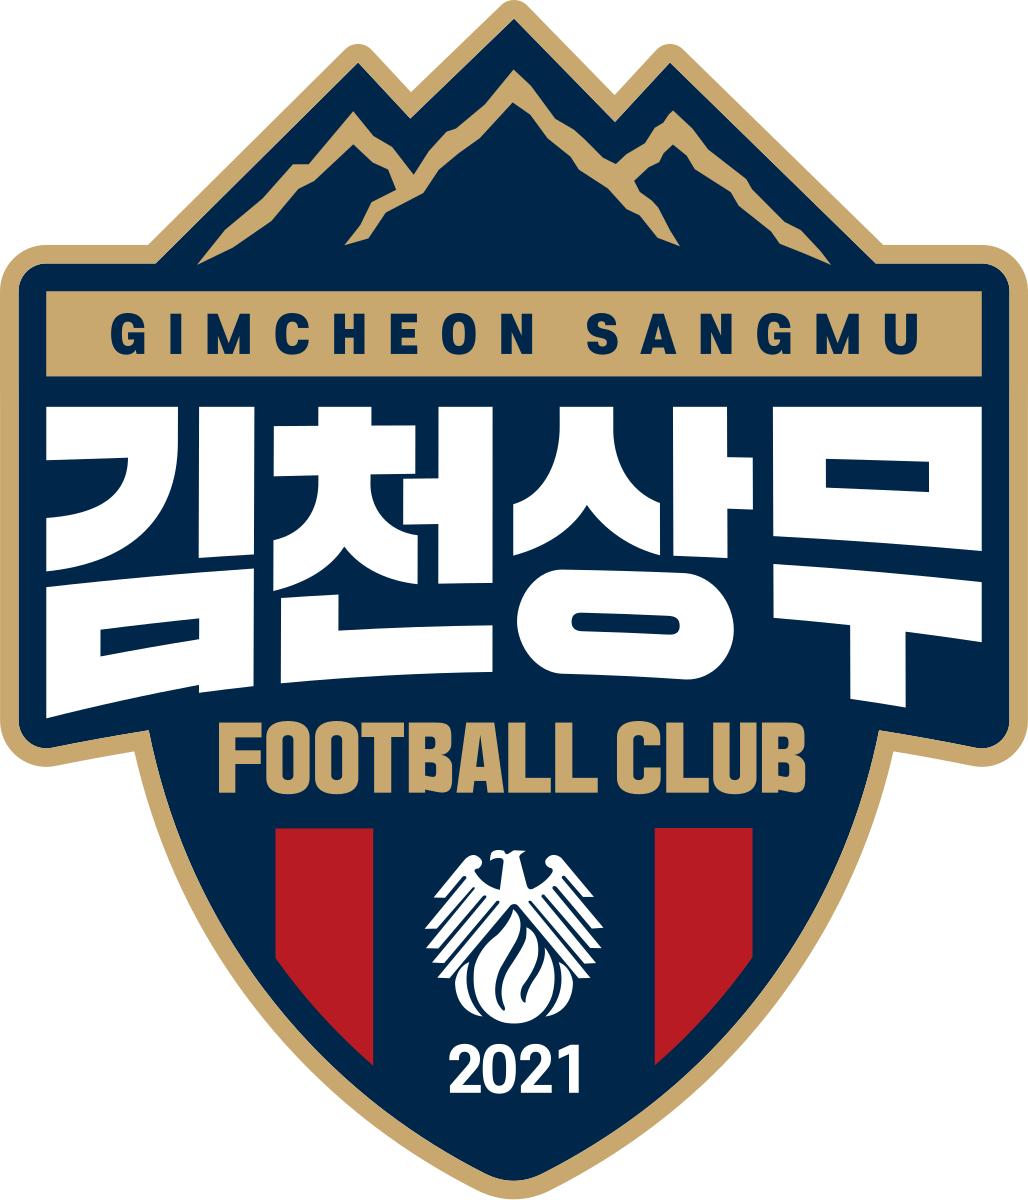 GIMCHEON SANGMU
김천상무
FOOTBALL CLUB
2021